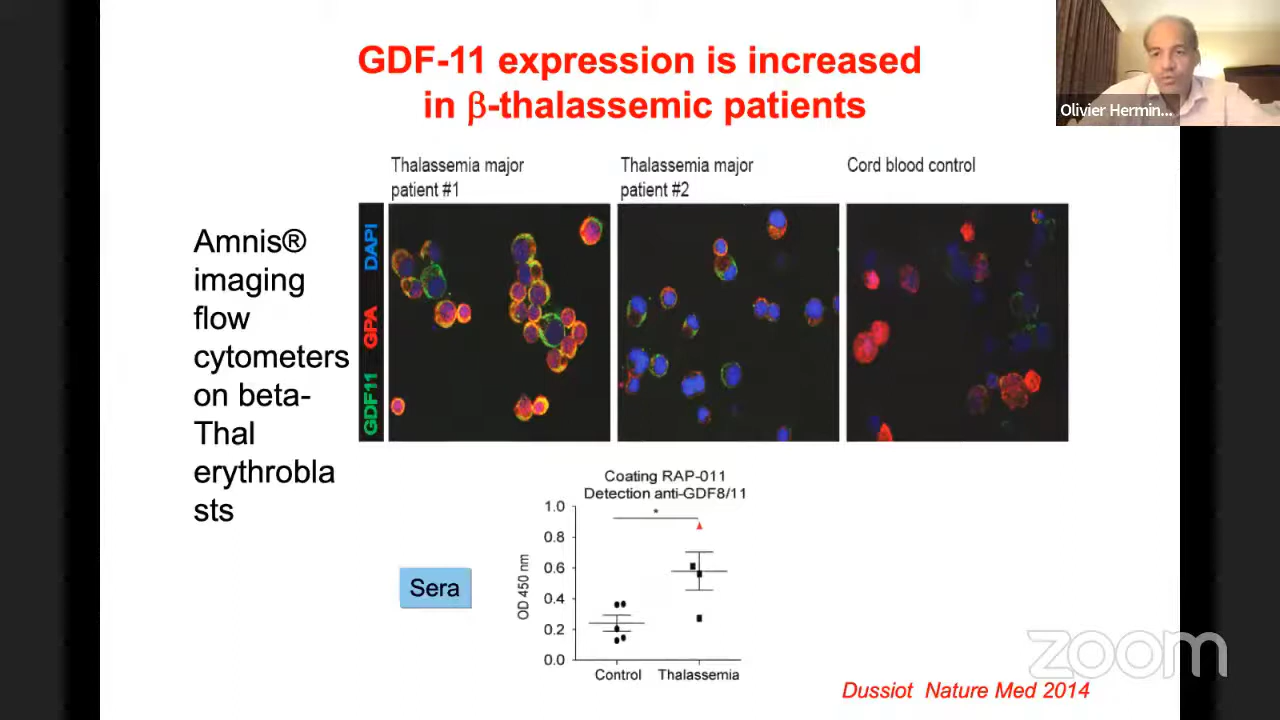 GDF-11 expression is increased
in β-thalassemic patients
Olivier Hermin...
Thalassemia major
patient #1
Thalassemia major
patient #2
Cord blood control
Amnis®
imaging
flow
cytometers
on beta-
Thal
erythrobla
sts
GDF11 GPA DAPI
Coating RAP-011
Detection anti-GDF8/11
1.0
0.8
0.6
0.4
0.2
0.0
OD 450 nm
*
Control Thalassemia
Sera
zoom
Dussiot Nature Med 2014